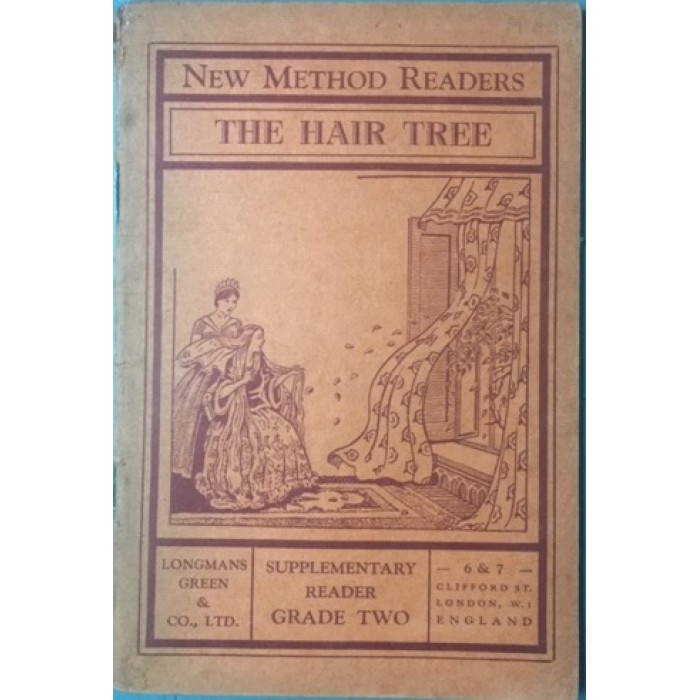 NEW METHOD READERS
THE HAIR TREE
LONGMANS
GREEN
&
CO., LTD.
SUPPLEMENTARY
READER
GRADE TWO
— 6 & 7 —
CLIFFORD ST.
LONDON, W.1
ENGLAND